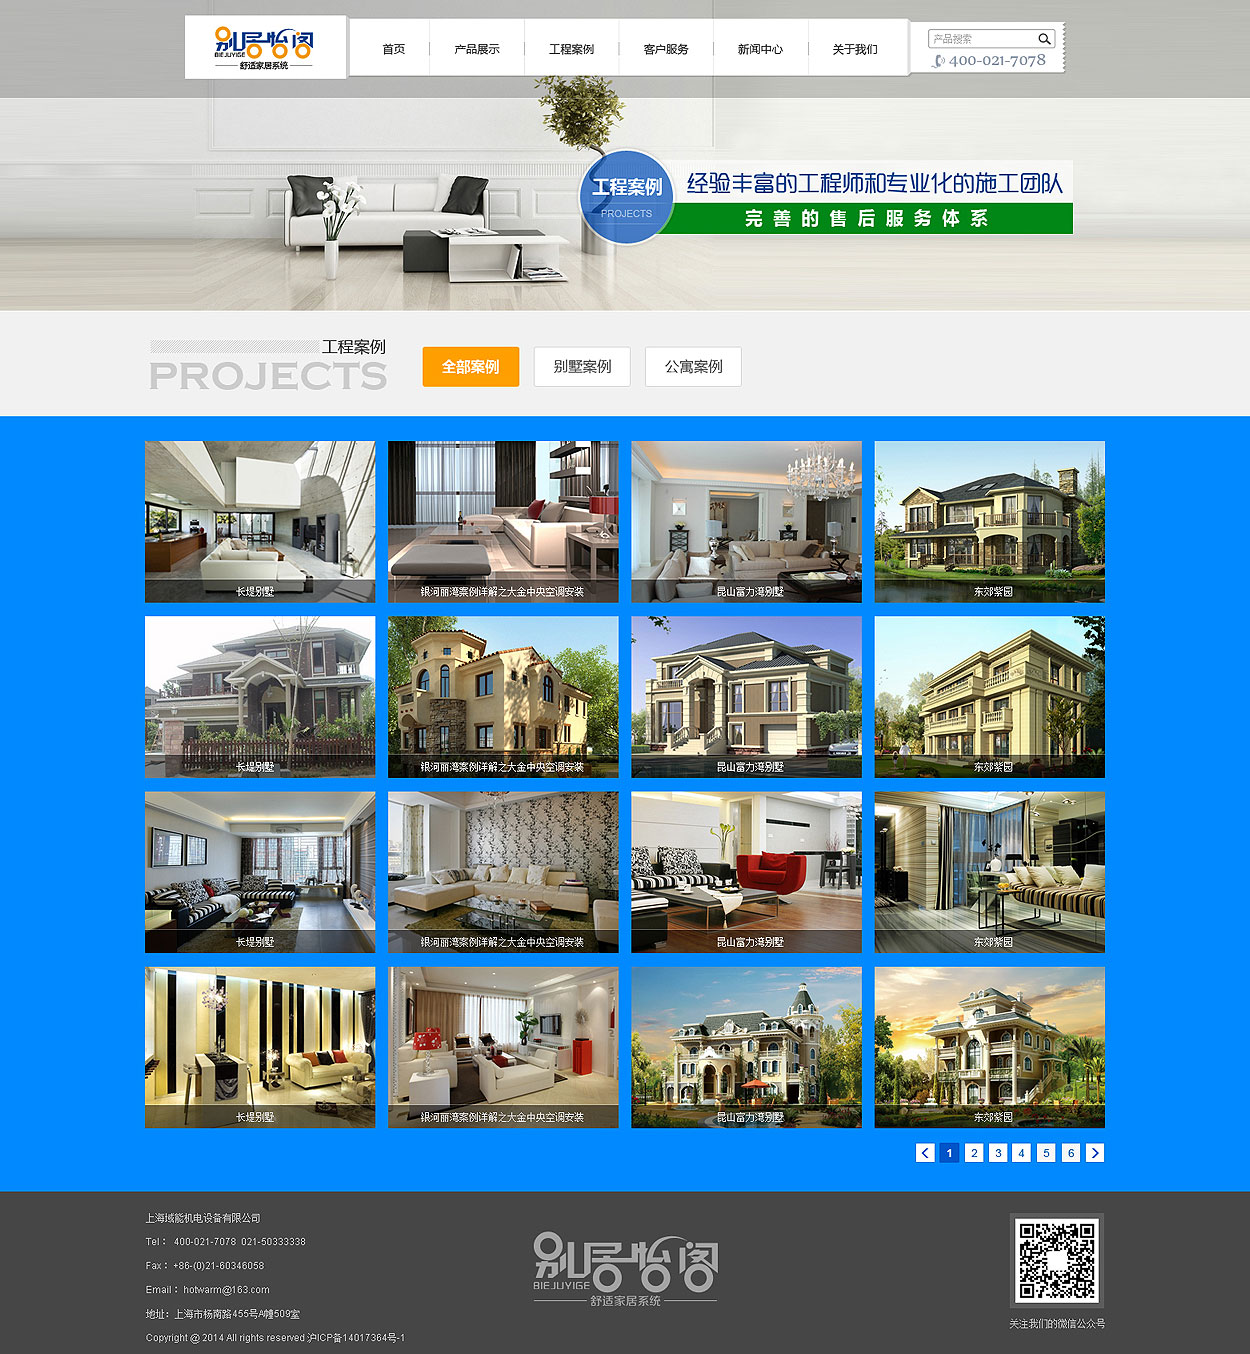 别居怡阁
BIEJUYIGE
舒适家居系统
首页
产品展示
工程案例
客户服务
新闻中心
关于我们
产品搜索
400-021-7078
工程案例
PROJECTS
经验丰富的工程师和专业化的施工团队
完善的售后服务体系
工程案例
PROJECTS
全部案例
别墅案例
公寓案例
长堤别墅
银河丽湾案例详解之大金中央空调安装
昆山富力湾别墅
东郊紫园
长堤别墅
银河丽湾案例详解之大金中央空调安装
昆山富力湾别墅
东郊紫园
长堤别墅
银河丽湾案例详解之大金中央空调安装
昆山富力湾别墅
东郊紫园
长堤别墅
银河丽湾案例详解之大金中央空调安装
昆山富力湾别墅
东郊紫园
< 1 2 3 4 5 6 >
上海域能机电设备有限公司
Tel： 400-021-7078 021-50333338
Fax：+86-(0)21-60346058
Email：hotwarm@163.com
地址：上海市杨南路455号A幢509室
Copyright @ 2014 All rights reserved 沪ICP备14017364号-1
别居怡阁
BIEJUYIGE
舒适家居系统
关注我们的微信公众号